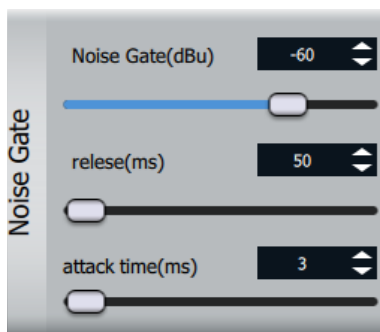 Noise Gate
Noise Gate(dBu) -60
relese(ms) 50
attack time(ms) 3